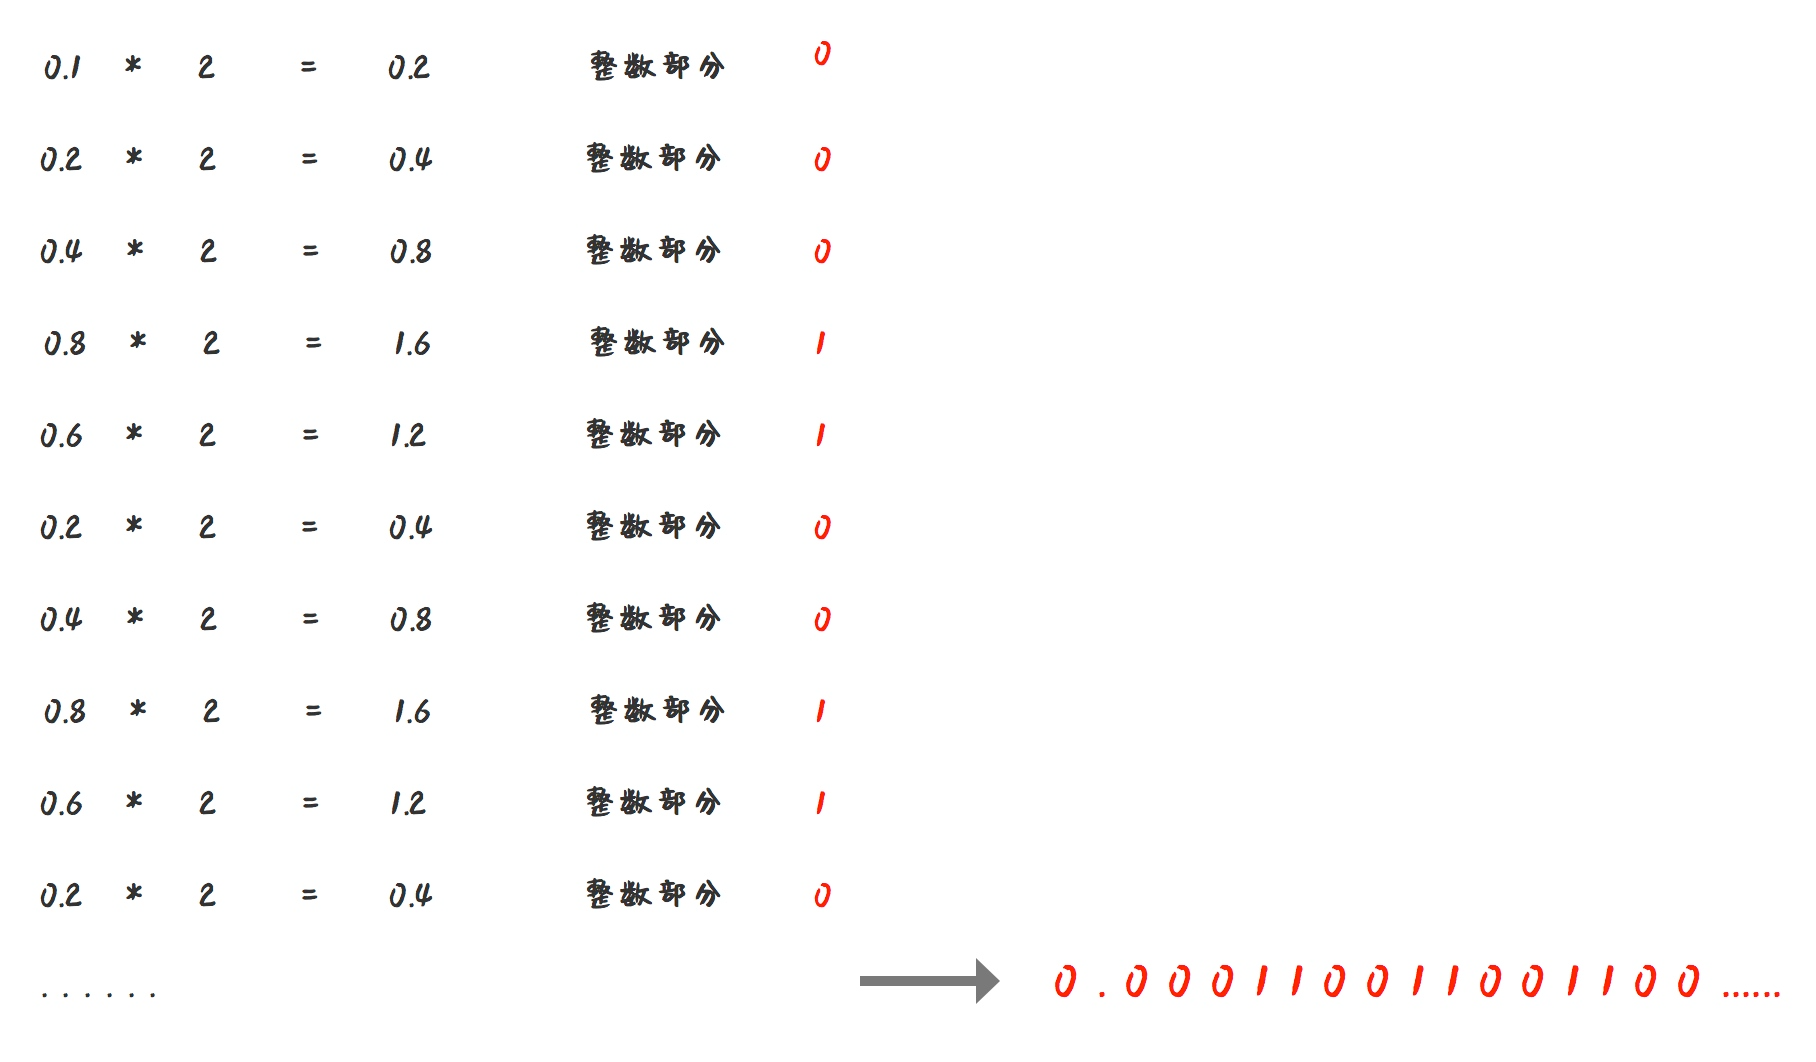 0.1 * 2 = 0.2 整数部分 0
0.2 * 2 = 0.4 整数部分 0
0.4 * 2 = 0.8 整数部分 0
0.8 * 2 = 1.6 整数部分 1
0.6 * 2 = 1.2 整数部分 1
0.2 * 2 = 0.4 整数部分 0
0.4 * 2 = 0.8 整数部分 0
0.8 * 2 = 1.6 整数部分 1
0.6 * 2 = 1.2 整数部分 1
0.2 * 2 = 0.4 整数部分 0
...... 0.000110011001100......